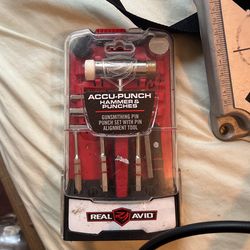 ACCU-PUNCH
HAMMER &
PUNCHES
GUNSMITHING PIN
PUNCH SET WITH PIN
ALIGNMENT TOOL
REAL AVID